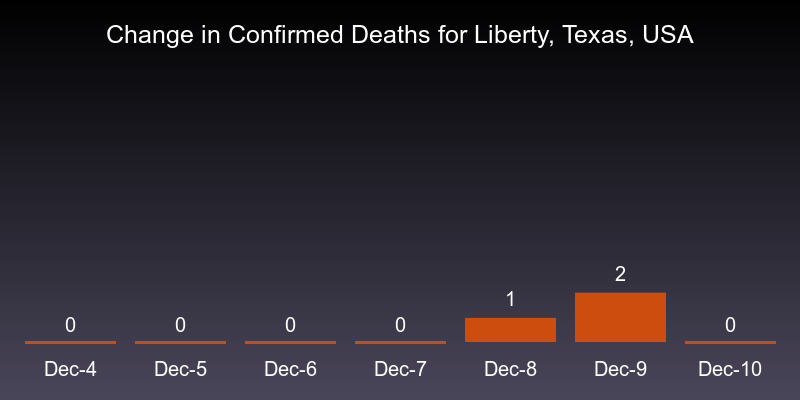 Change in Confirmed Deaths for Liberty, Texas, USA
0 0 0 0 1 2 0
Dec-4 Dec-5 Dec-6 Dec-7 Dec-8 Dec-9 Dec-10